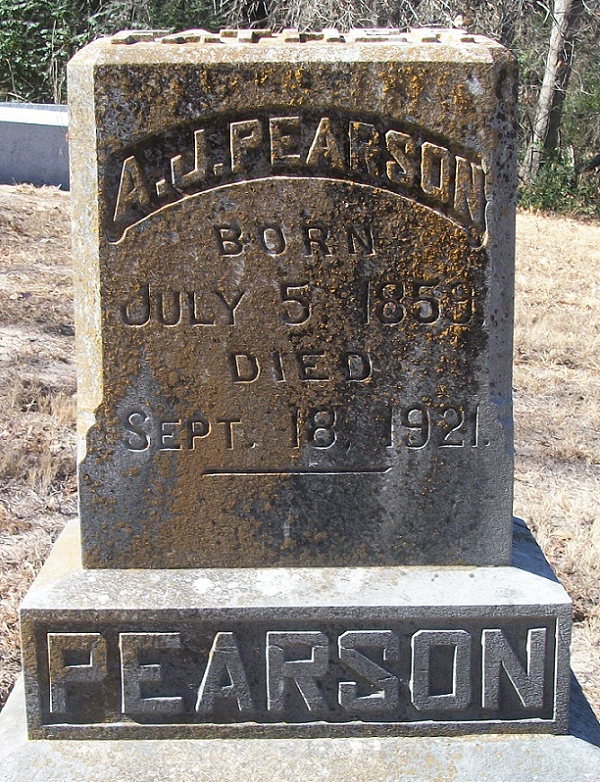 A.J. PEARSON
BORN
JULY 5, 1859.
DIED
SEPT. 18, 1921.
PEARSON